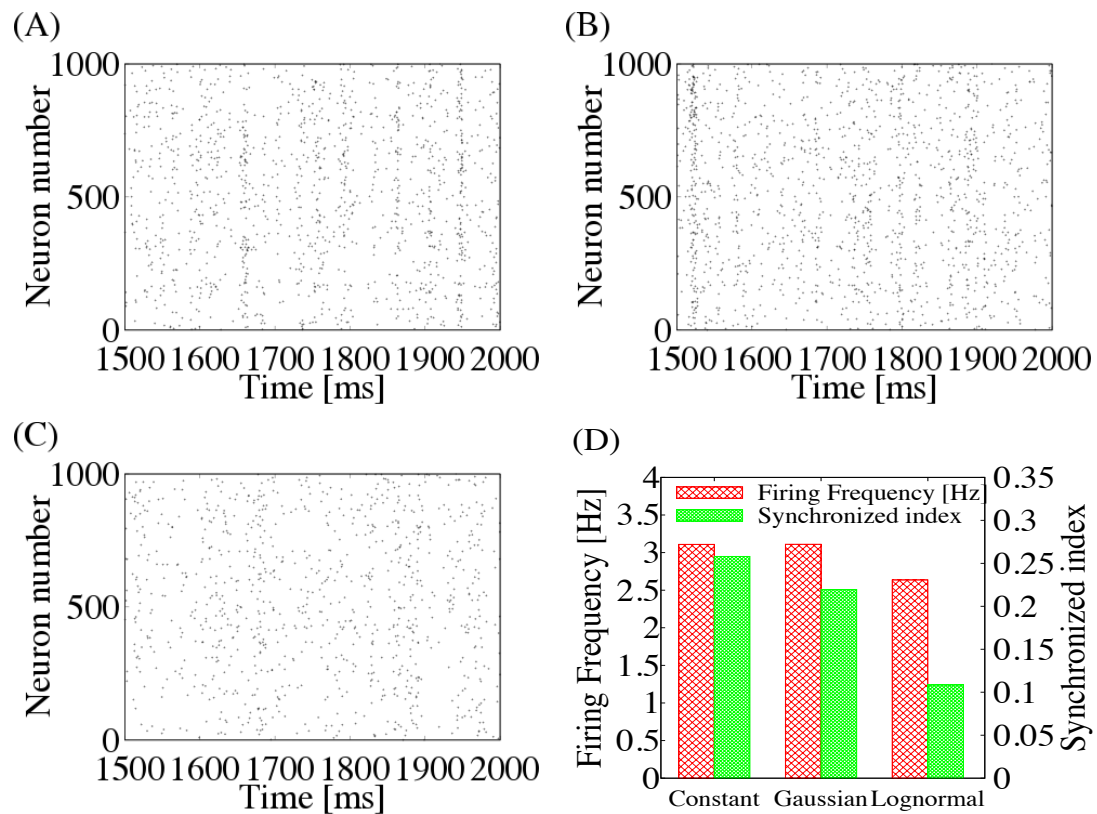 (A)
Neuron number
1000
500
0
1500 1600 1700 1800 1900 2000
Time [ms]
(B)
Neuron number
1000
500
0
1500 1600 1700 1800 1900 2000
Time [ms]
(C)
Neuron number
1000
500
0
1500 1600 1700 1800 1900 2000
Time [ms]
(D)
Firing Frequency [Hz]
4
3.5
3
2.5
2
1.5
1
0.5
0
Firing Frequency [Hz]
Synchronized index
0.35
0.3
0.25
0.2
0.15
0.1
0.05
0
Synchronized index
Constant Gaussian Lognormal